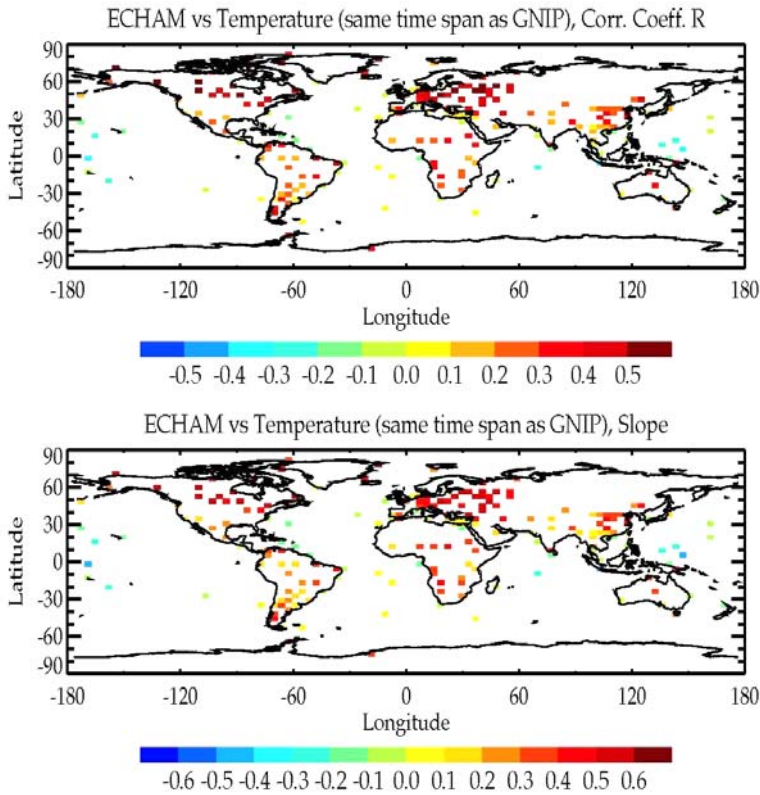 ECHAM vs Temperature (same time span as GNIP), Corr. Coeff. R
90
60
30
0
-30
-60
-90
Latitude
-180 -120 -60 0 60 120 180
Longitude
-0.5 -0.4 -0.3 -0.2 -0.1 0.0 0.1 0.2 0.3 0.4 0.5
ECHAM vs Temperature (same time span as GNIP), Slope
90
60
30
0
-30
-60
-90
Latitude
-180 -120 -60 0 60 120 180
Longitude
-0.6 -0.5 -0.4 -0.3 -0.2 -0.1 0.0 0.1 0.2 0.3 0.4 0.5 0.6